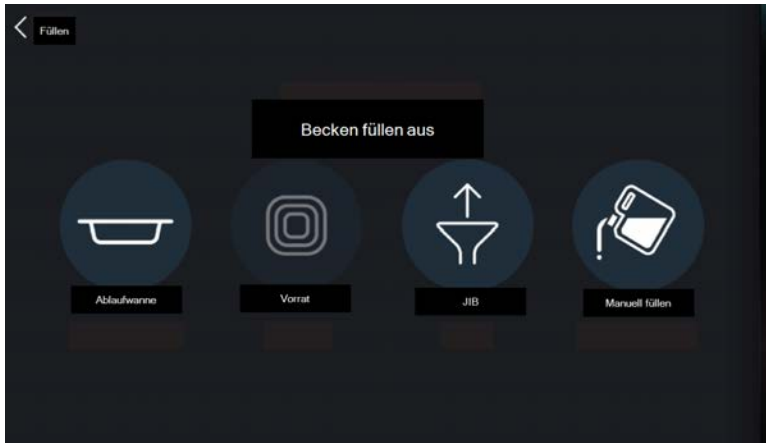 Füllen
Becken füllen aus
Ablaufwanne
Vorrat
JIB
Manuell füllen